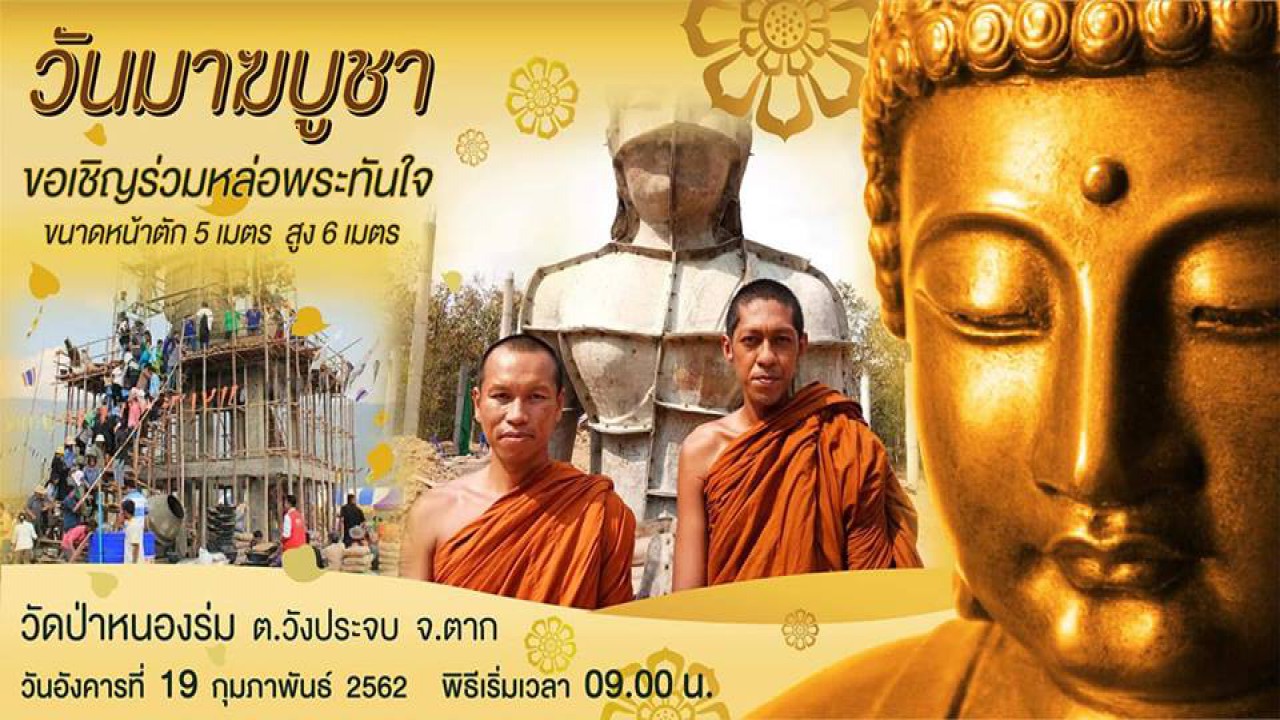 วันมาฆบูชา
ขอเชิญร่วมหล่อพระทันใจ
ขนาดหน้าตัก 5 เมตร สูง 6 เมตร
วัดป่าหนองร่ม ต.วังประจบ จ.ตาก
วันอังคารที่ 19 กุมภาพันธ์ 2562 พิธีเริ่มเวลา 09.00 น.